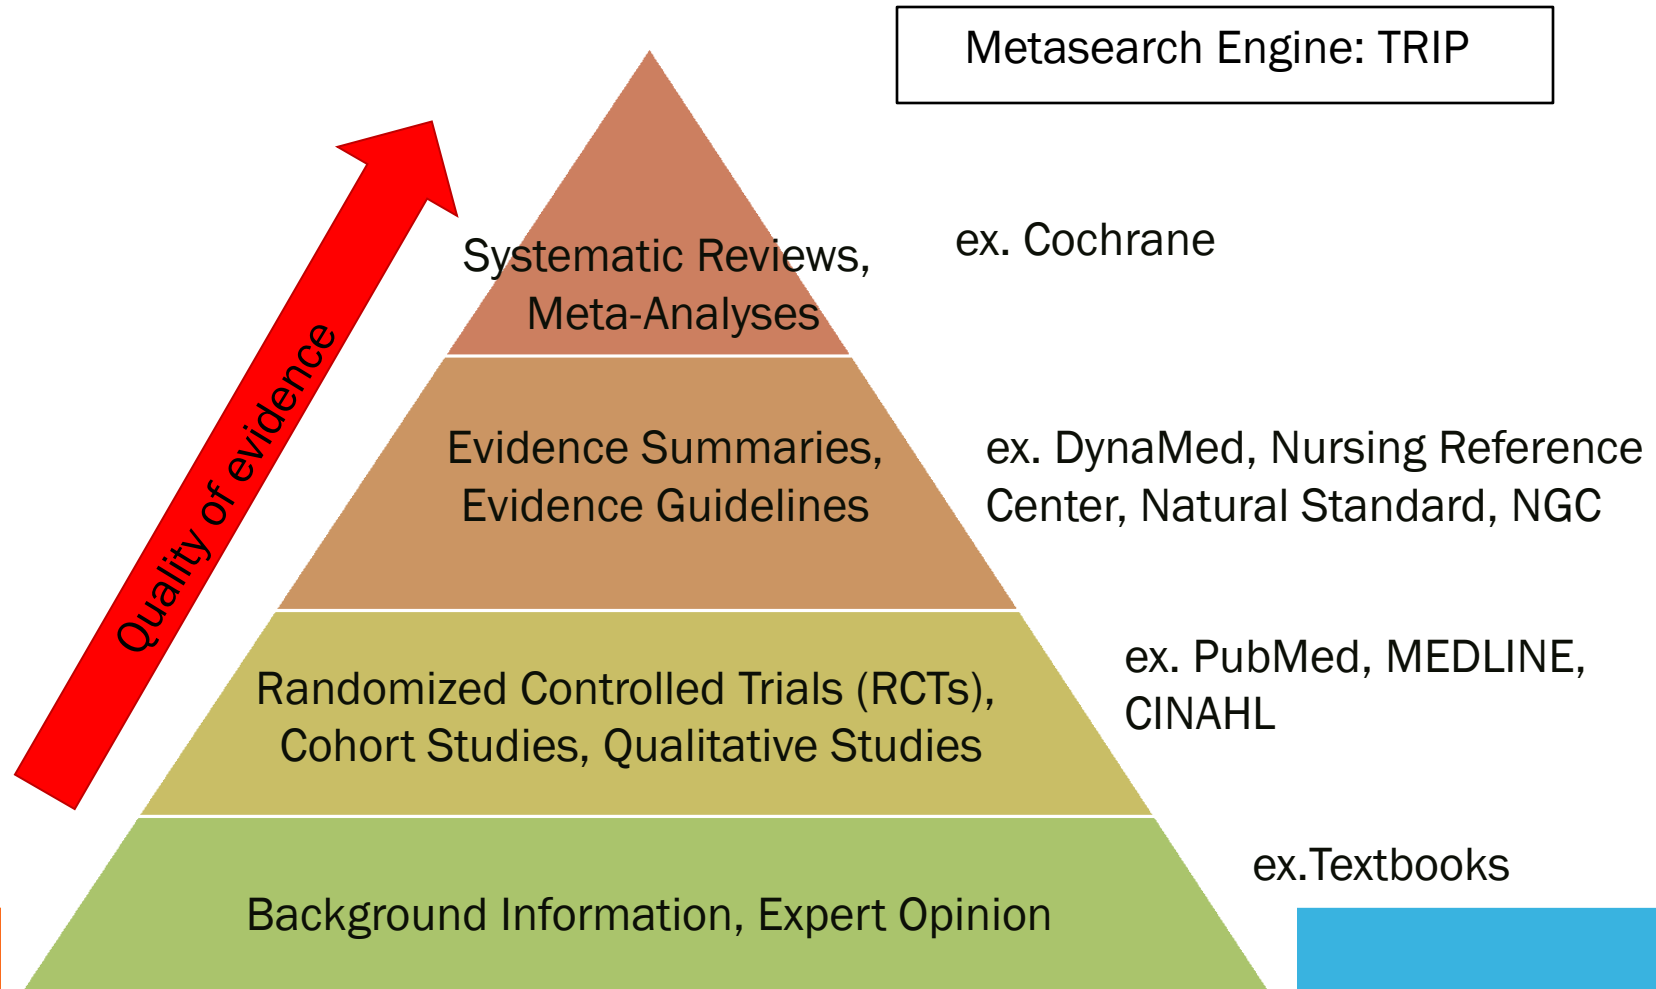 Metasearch Engine: TRIP
Quality of evidence
Systematic Reviews,
Meta-Analyses
ex. Cochrane
Evidence Summaries,
Evidence Guidelines
ex. DynaMed, Nursing Reference
Center, Natural Standard, NGC
Randomized Controlled Trials (RCTs),
Cohort Studies, Qualitative Studies
ex. PubMed, MEDLINE,
CINAHL
Background Information, Expert Opinion
ex.Textbooks